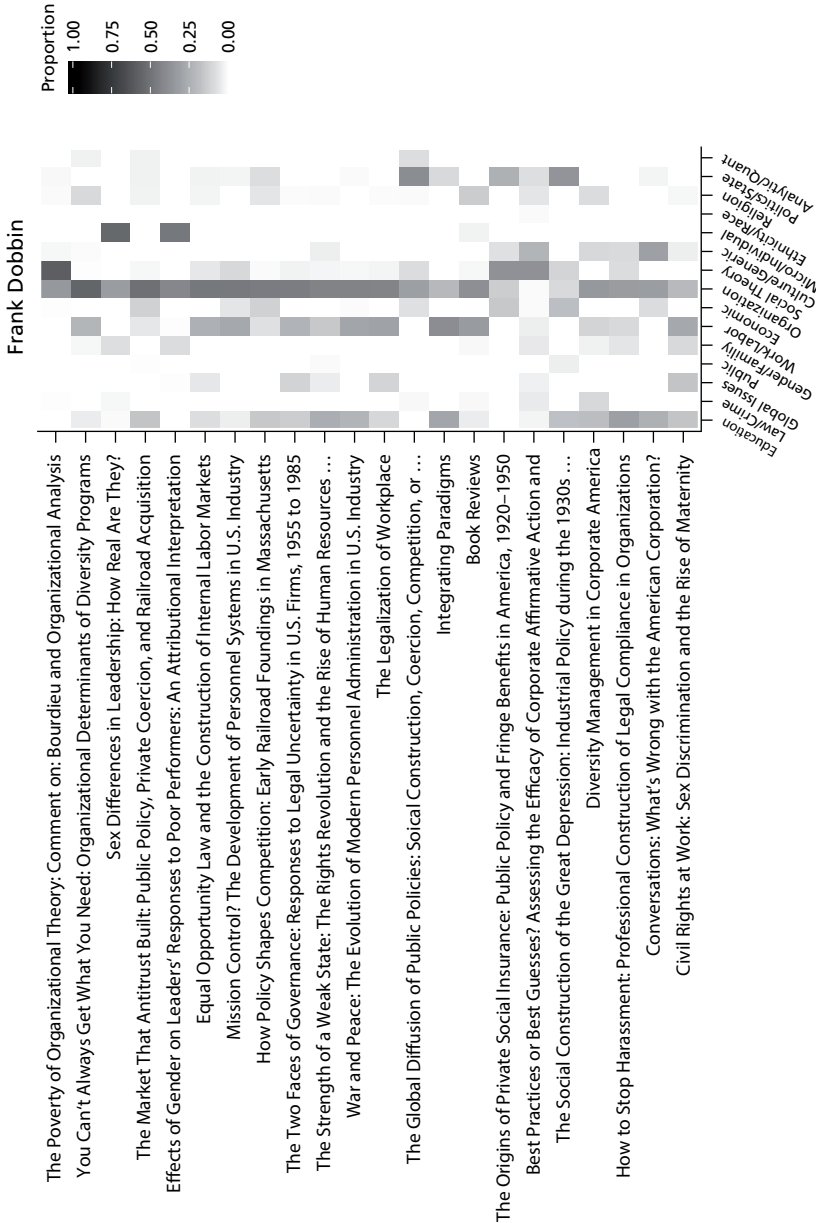 Frank Dobbin
Proportion
1.00
0.75
0.50
0.25
0.00
The Poverty of Organizational Theory: Comment on: Bourdieu and Organizational Analysis
You Can't Always Get What You Need: Organizational Determinants of Diversity Programs
Sex Differences in Leadership: How Real Are They?
The Market That Antitrust Built: Public Policy, Private Coercion, and Railroad Acquisition
Effects of Gender on Leaders' Responses to Poor Performers: An Attributional Interpretation
Equal Opportunity Law and the Construction of Internal Labor Markets
Mission Control? The Development of Personnel Systems in U.S. Industry
How Policy Shapes Competition: Early Railroad Foundings in Massachusetts
The Two Faces of Governance: Responses to Legal Uncertainty in U.S. Firms, 1955 to 1985
The Strength of a Weak State: The Rights Revolution and the Rise of Human Resources …
War and Peace: The Evolution of Modern Personnel Administration in U.S. Industry
The Legalization of Workplace
The Global Diffusion of Public Policies: Soical Construction, Coercion, Competition, or …
Integrating Paradigms
Book Reviews
The Origins of Private Social Insurance: Public Policy and Fringe Benefits in America, 1920–1950
Best Practices or Best Guesses? Assessing the Efficacy of Corporate Affirmative Action and
The Social Construction of the Great Depression: Industrial Policy during the 1930s …
Diversity Management in Corporate America
How to Stop Harassment: Professional Construction of Legal Compliance in Organizations
Conversations: What's Wrong with the American Corporation?
Civil Rights at Work: Sex Discrimination and the Rise of Maternity
Education
Law/Crime
Global Issues
Public
Gender/Familiy
Work/Labor
Economic
Organization
Social Theory
Culture/Generic
Micro/Individual
Ethnicity/Race
Religion
Politics/State
Analytic/Quant